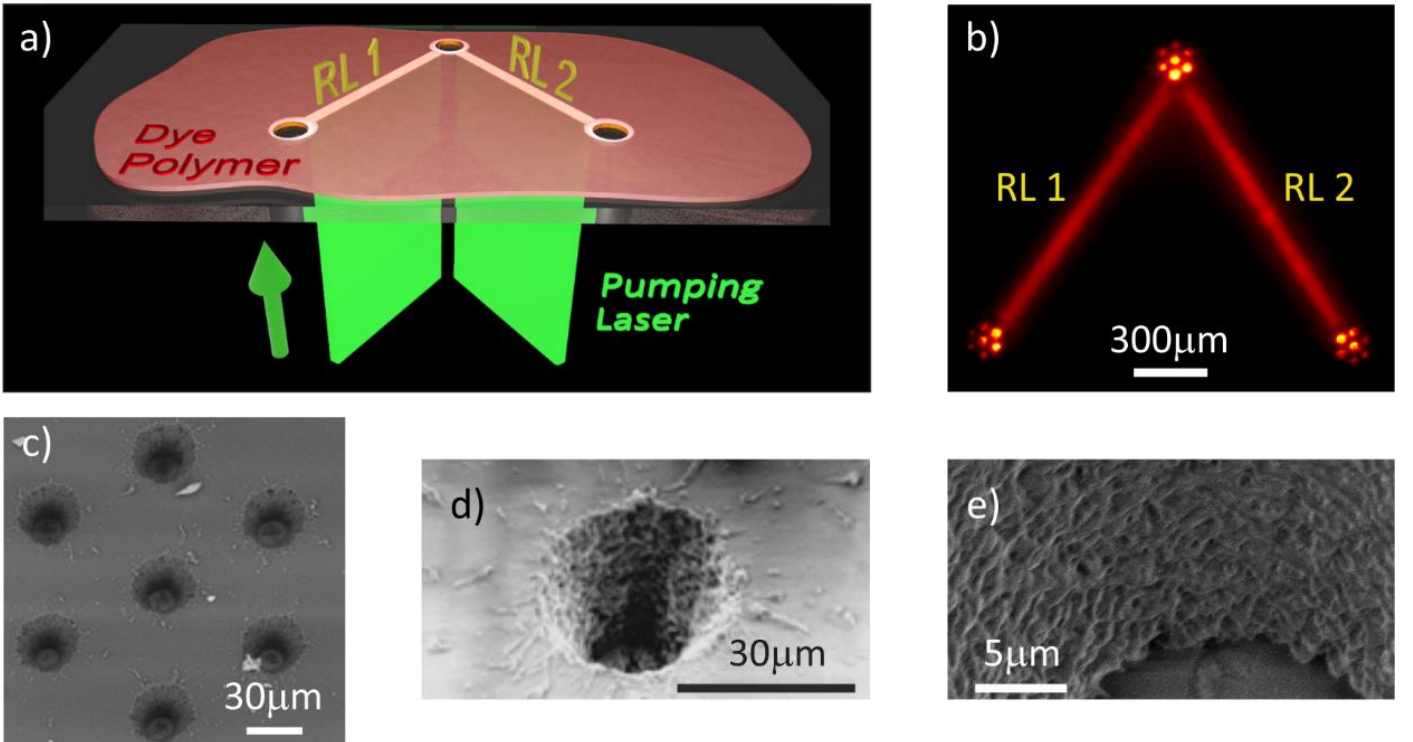 a)
RL 1
RL 2
Dye
Polymer
Pumping
Laser
b)
RL 1
RL 2
300μm
c)
30μm
d)
30μm
e)
5μm